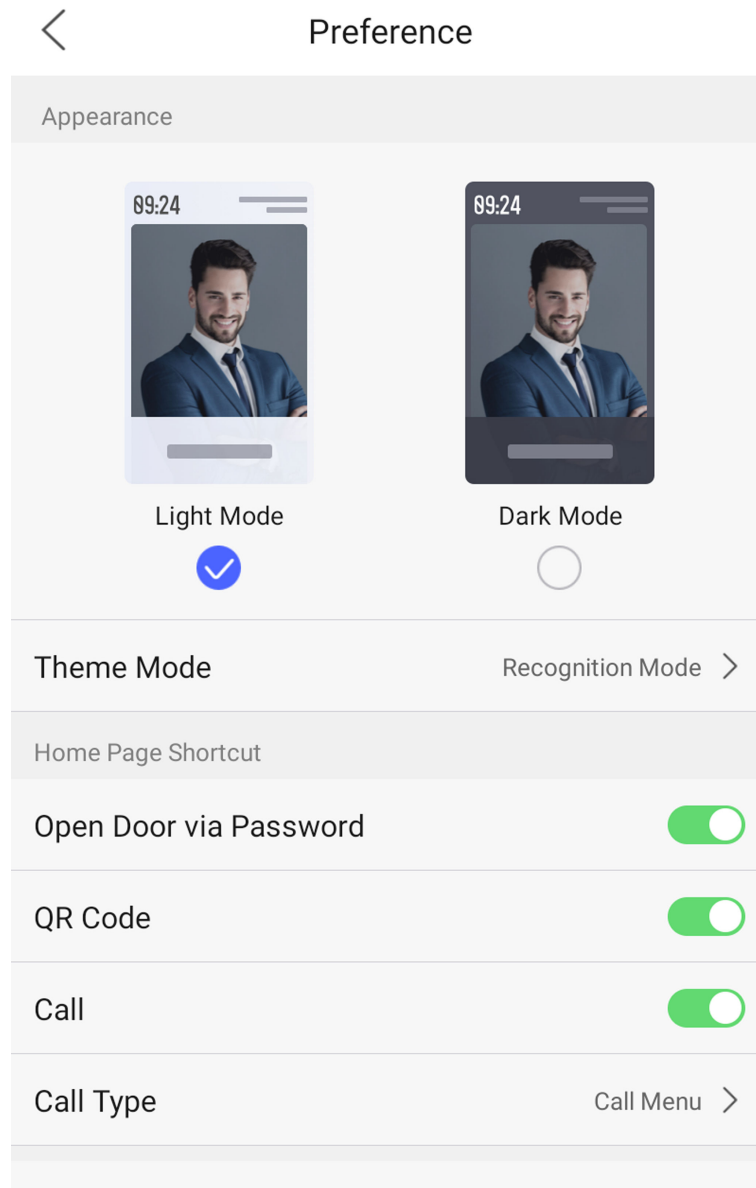 Preference
Appearance
09:24
09:24
Light Mode
Dark Mode
Theme Mode
Recognition Mode
Home Page Shortcut
Open Door via Password
QR Code
Call
Call Type
Call Menu